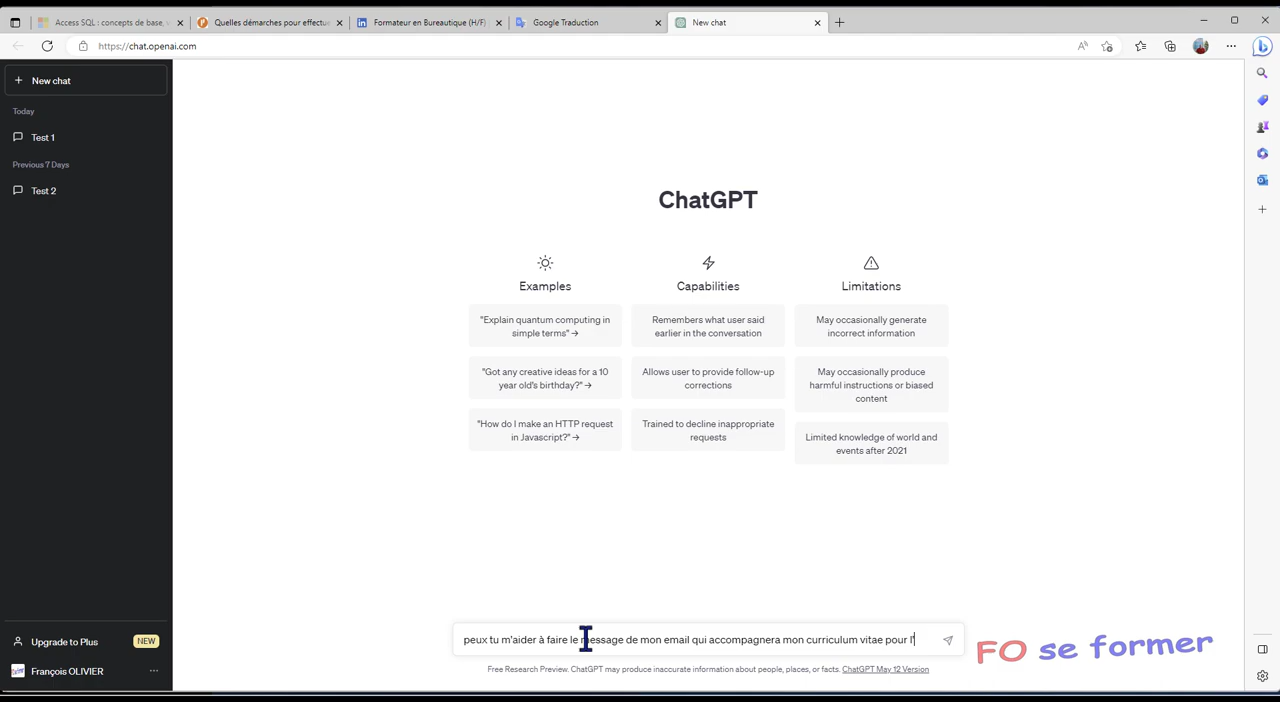 Access SQL : concepts de base, v
Quelles démarches pour effectue
Formateur en Bureautique (H/F)
Google Traduction
New chat
https://chat.openai.com
New chat
Today
Test 1
Previous 7 Days
Test 2
ChatGPT
Examples
Capabilities
Limitations
"Explain quantum computing in
simple terms" →
Remembers what user said
earlier in the conversation
May occasionally generate
incorrect information
"Got any creative ideas for a 10
year old's birthday?" →
Allows user to provide follow-up
corrections
May occasionally produce
harmful instructions or biased
content
"How do I make an HTTP request
in Javascript?" →
Trained to decline inappropriate
requests
Limited knowledge of world and
events after 2021
peux tu m'aider à faire le message de mon email qui accompagnera mon curriculum vitae pour l'
Free Research Preview. ChatGPT may produce inaccurate information about people, places, or facts. ChatGPT May 12 Version
Upgrade to Plus
NEW
François OLIVIER
FO se former